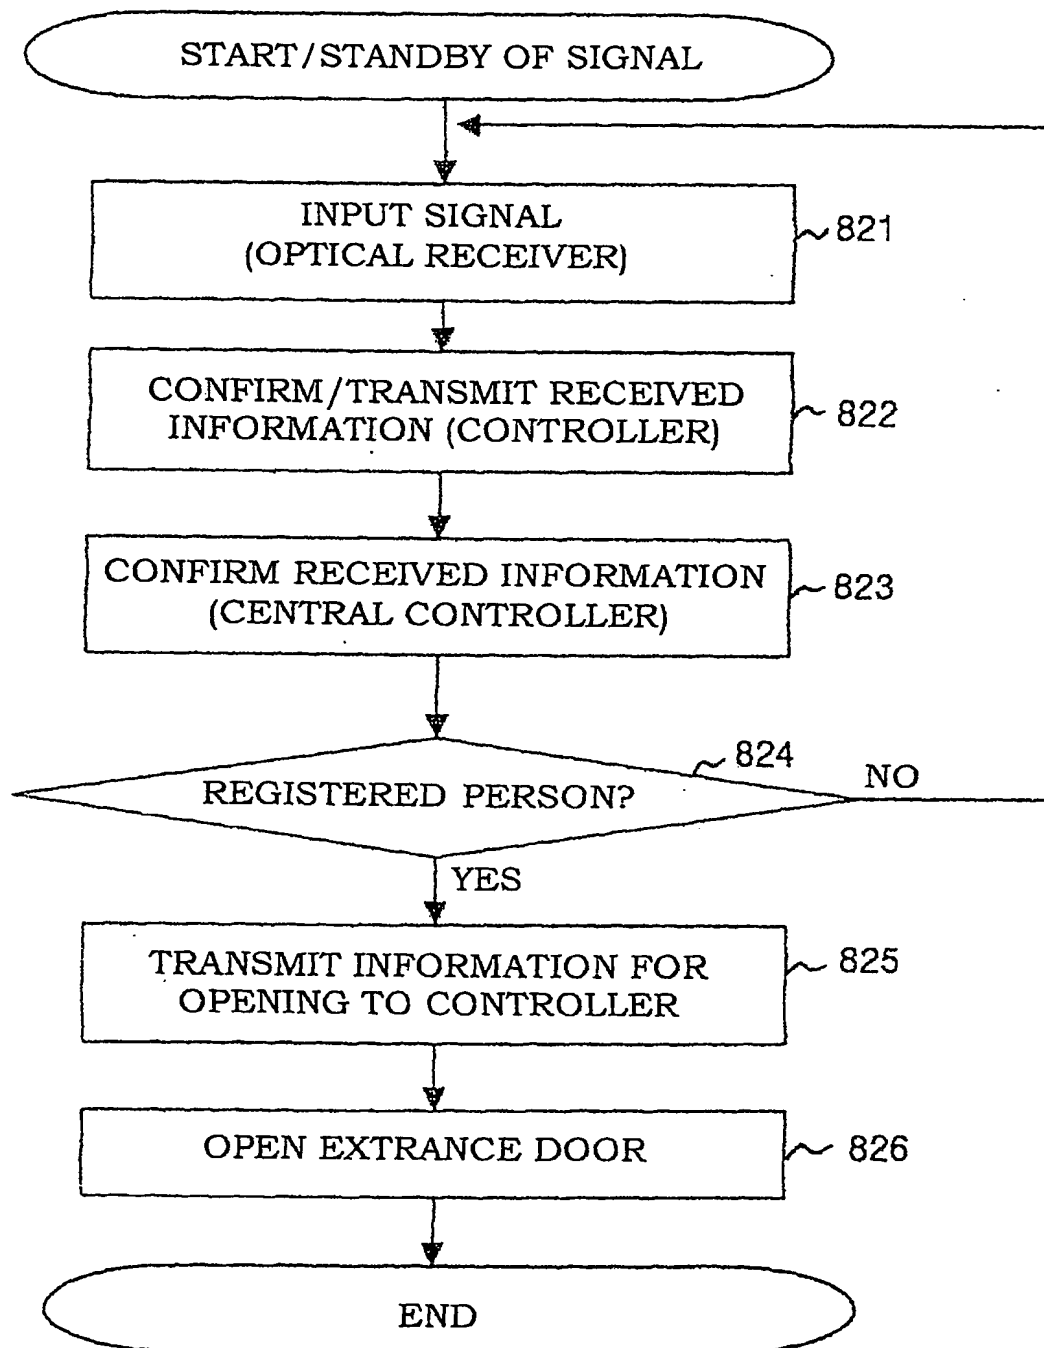 START/STANDBY OF SIGNAL
INPUT SIGNAL
(OPTICAL RECEIVER)
821
CONFIRM/TRANSMIT RECEIVED
INFORMATION (CONTROLLER)
822
CONFIRM RECEIVED INFORMATION
(CENTRAL CONTROLLER)
823
824
REGISTERED PERSON?
NO
YES
TRANSMIT INFORMATION FOR
OPENING TO CONTROLLER
825
OPEN EXTRANCE DOOR
826
END